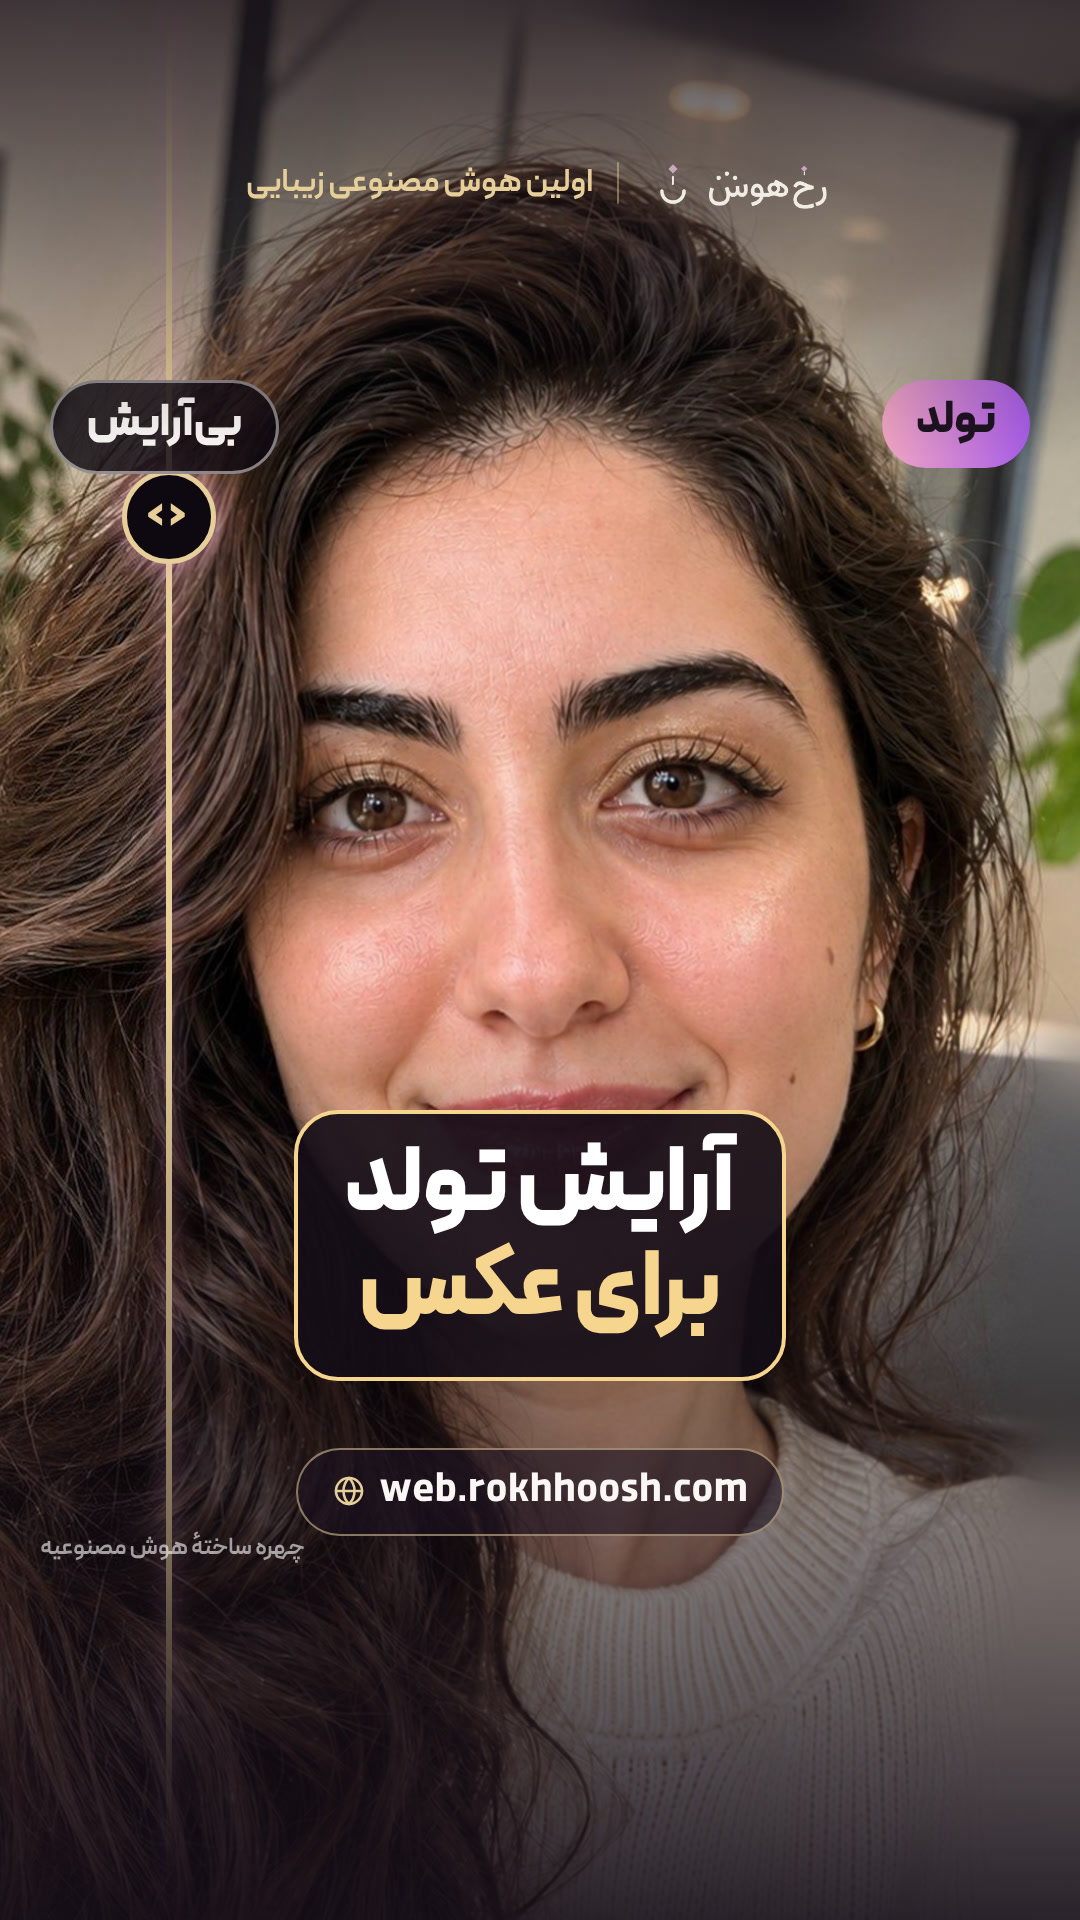 رخ هوش
اولین هوش مصنوعی زیبایی
تولد
بی‌آرایش
آرایش تولد
برای عکس
web.rokhhoosh.com
چهره ساختهٔ هوش مصنوعیه